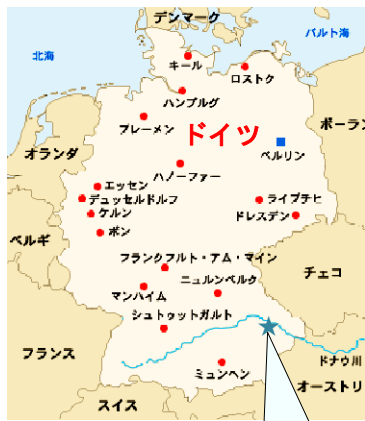 デンマーク
北海
バルト海
キール
ロストク
ハンブルグ
ブレーメン
ドイツ
ポーラン
ベルリン
オランダ
ハノーファー
エッセン
デュッセルドルフ
ライプチヒ
ケルン
ドレスデン
ボン
ベルギ
フランクフルト・アム・マイン
チェコ
ニュルンベルク
マンハイム
シュトゥットガルト
フランス
ドナウ川
ミュンヘン
オーストリ
スイス